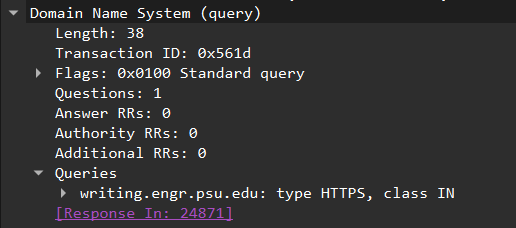 Domain Name System (query)
Length: 38
Transaction ID: 0x561d
Flags: 0x0100 Standard query
Questions: 1
Answer RRs: 0
Authority RRs: 0
Additional RRs: 0
Queries
writing.engr.psu.edu: type HTTPS, class IN
[Response In: 24871]